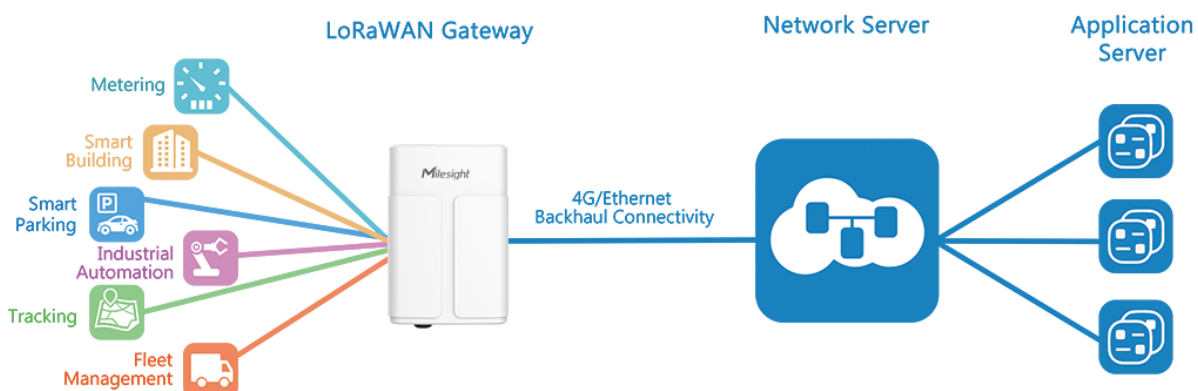 LoRaWAN Gateway
Network Server
Application
Server
Metering
Smart
Building
Smart
Parking
P
Industrial
Automation
Tracking
Fleet
Management
Milesight
4G/Ethernet
Backhaul Connectivity